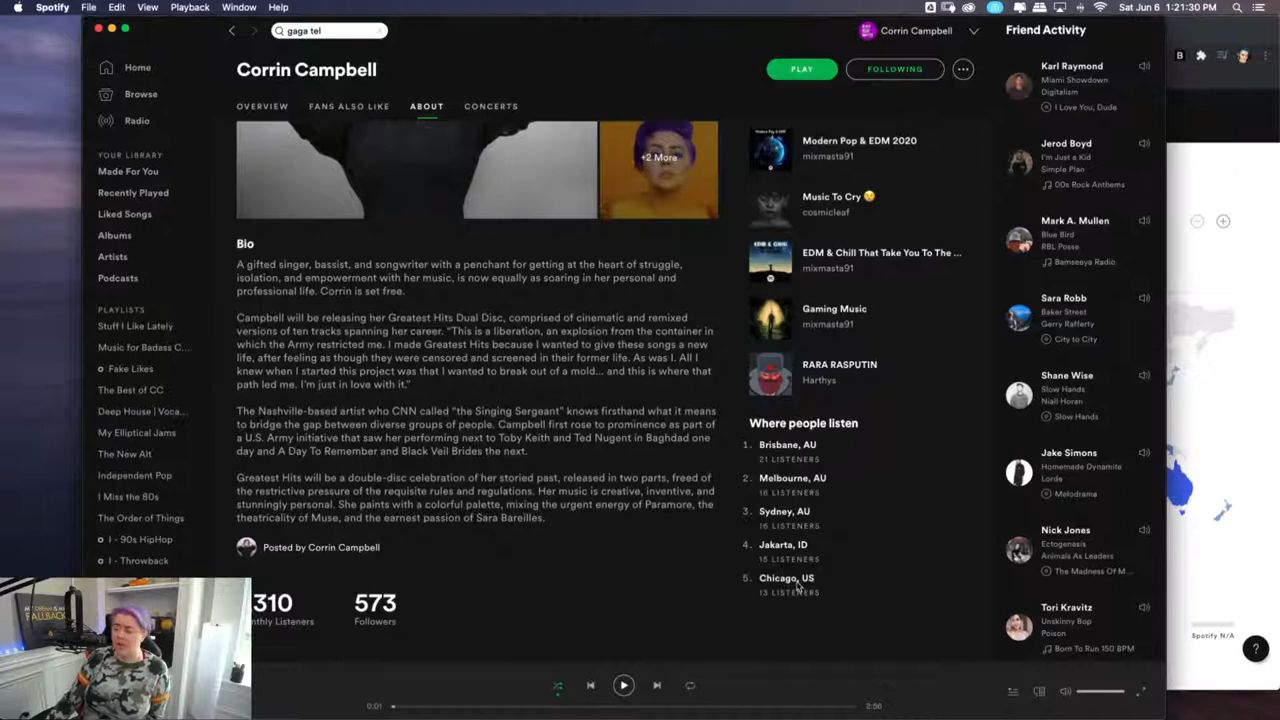 Spotify File Edit View Playback Window Help
Sat Jun 6 1:21:30 PM
gaga tel
Corrin Campbell
Friend Activity
Home
Browse
Radio
YOUR LIBRARY
Made For You
Recently Played
Liked Songs
Albums
Artists
Podcasts
PLAYLISTS
Stuff I Like Lately
Music for Badass C...
Fake Likes
The Best of CC
Deep House | Voca...
My Elliptical Jams
The New Alt
Independent Pop
I Miss the 80s
The Order of Things
I - 90s HipHop
I - Throwback
Corrin Campbell
PLAY
FOLLOWING
OVERVIEW
FANS ALSO LIKE
ABOUT
CONCERTS
+2 More
Bio
A gifted singer, bassist, and songwriter with a penchant for getting at the heart of struggle,
isolation, and empowerment with her music, is now equally as soaring in her personal and
professional life. Corrin is set free.
Campbell will be releasing her Greatest Hits Dual Disc, comprised of cinematic and remixed
versions of ten tracks spanning her career. “This is a liberation, an explosion from the container in
which the Army restricted me. I made Greatest Hits because I wanted to give these songs a new
life, after feeling as though they were censored and screened in their former life. As was I. All I
knew when I started this project was that I wanted to break out of a mold... and this is where that
path led me. I'm just in love with it.”
The Nashville-based artist who CNN called “the Singing Sergeant” knows firsthand what it means
to bridge the gap between diverse groups of people. Campbell first rose to prominence as part of
a U.S. Army initiative that saw her performing next to Toby Keith and Ted Nugent in Baghdad one
day and A Day To Remember and Black Veil Brides the next.
Greatest Hits will be a double-disc celebration of her storied past, released in two parts, freed of
the restrictive pressure of the requisite rules and regulations. Her music is creative, inventive, and
stunningly personal. She paints with a colorful palette, mixing the urgent energy of Paramore, the
theatricality of Muse, and the earnest passion of Sara Bareilles.
Posted by Corrin Campbell
310
573
nthly Listeners
Followers
Modern Pop & EDM 2020
mixmasta91
Music To Cry 😢
cosmicleaf
EDM & Chill That Take You To The ...
mixmasta91
Gaming Music
mixmasta91
RARA RASPUTIN
Harthys
Where people listen
1. Brisbane, AU
21 LISTENERS
2. Melbourne, AU
16 LISTENERS
3. Sydney, AU
16 LISTENERS
4. Jakarta, ID
15 LISTENERS
5. Chicago, US
13 LISTENERS
Karl Raymond
Miami Showdown
Digitalism
I Love You, Dude
Jerod Boyd
I'm Just a Kid
Simple Plan
00s Rock Anthems
Mark A. Mullen
Blue Bird
RBL Posse
Bamseeya Radio
Sara Robb
Baker Street
Gerry Rafferty
City to City
Shane Wise
Slow Hands
Niall Horan
Slow Hands
Jake Simons
Homemade Dynamite
Lorde
Melodrama
Nick Jones
Ectogenesis
Animals As Leaders
The Madness Of M...
Tori Kravitz
Unskinny Bop
Poison
Born To Run 150 BPM
Spotify N/A
?
0:01
2:56
FALLBACK